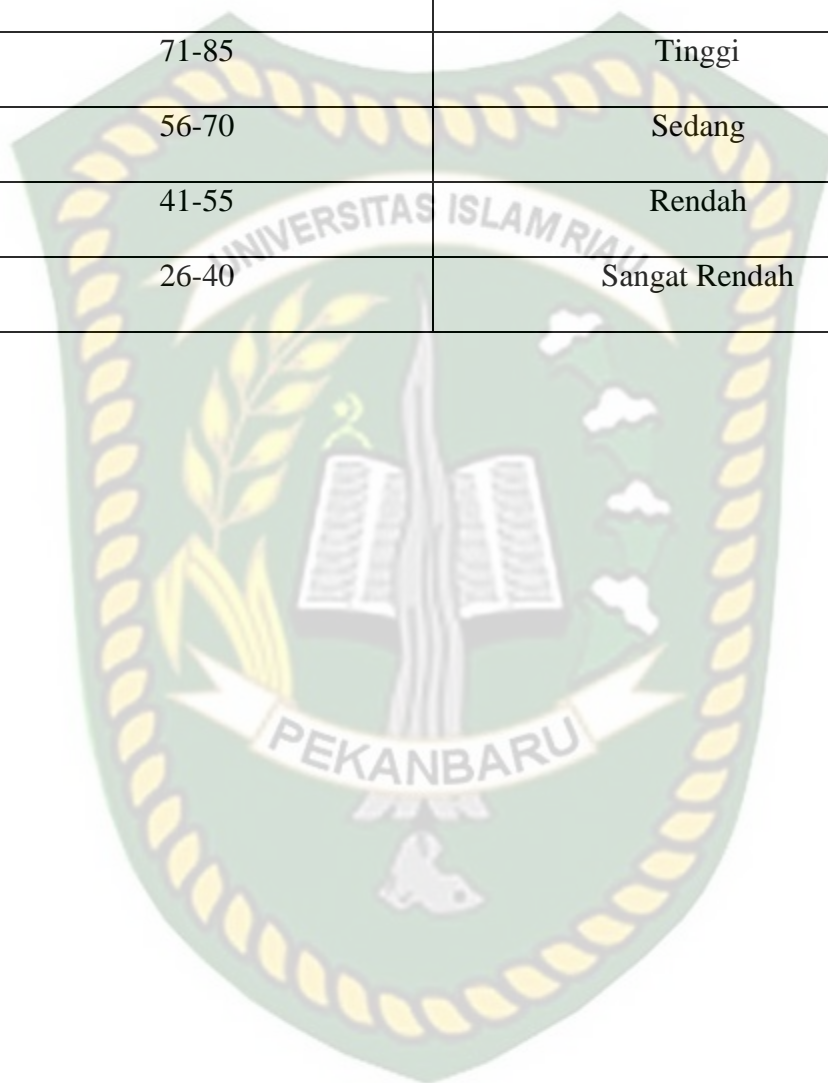 71-85 Tinggi
56-70 Sedang
41-55 Rendah
UNIVERSITAS ISLAM RIAU
26-40 Sangat Rendah
PEKANBARU